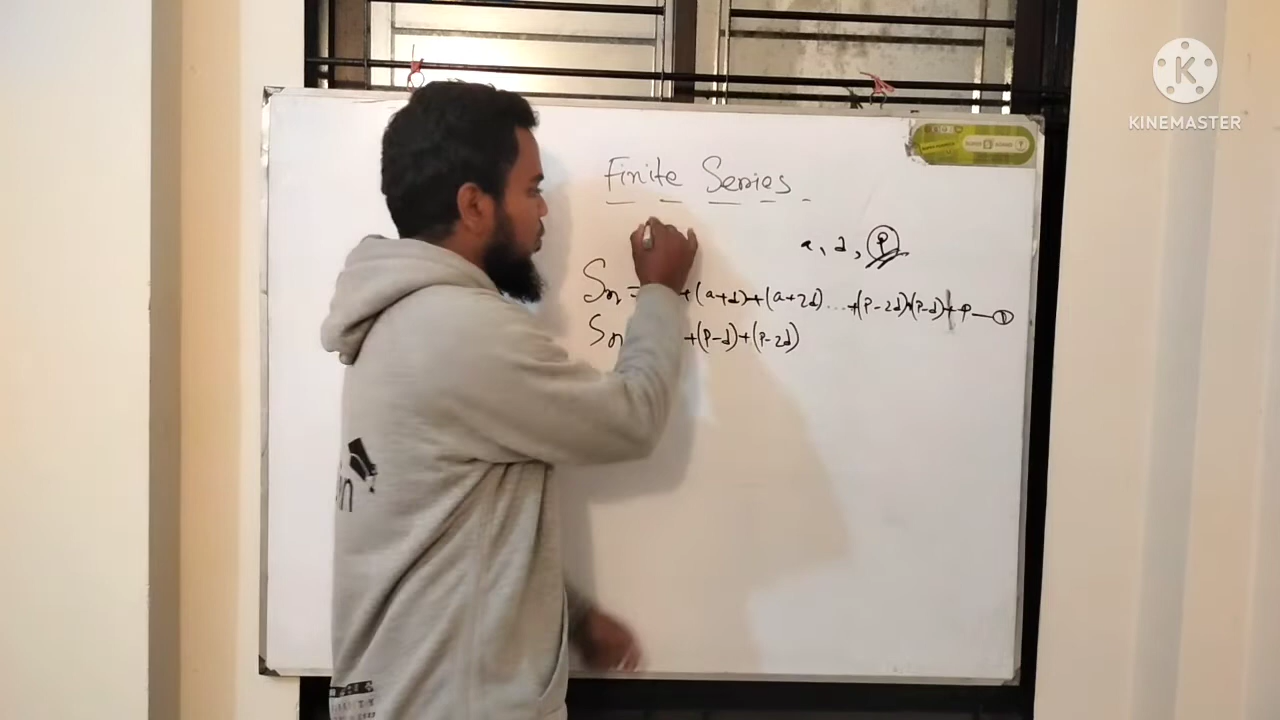 KINEMASTER
Finite Series
a, d, P
Sn = +(a+d)+(a+2d) ... +(P-2d)+(P-d)+P — ①
Sn +(P-d)+(P-2d)